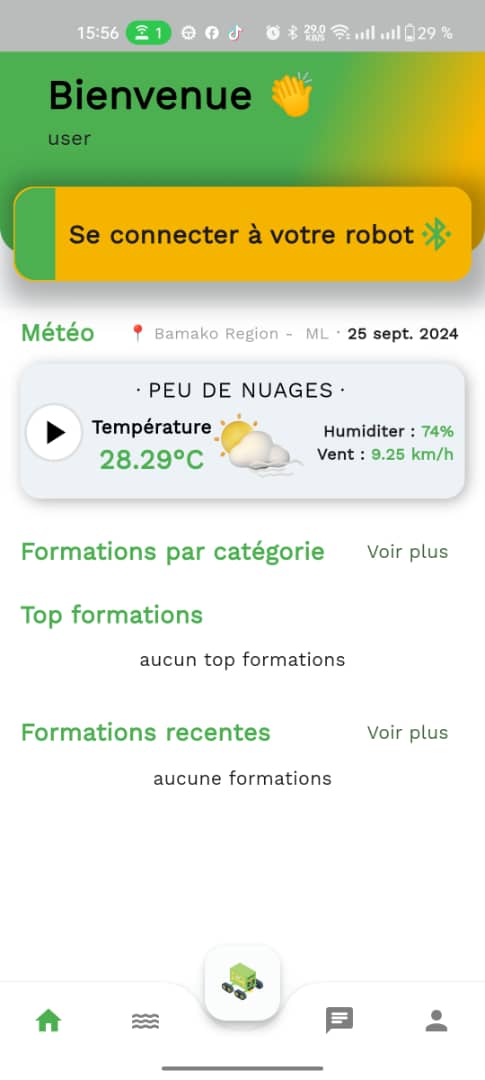 15:56 1 29.0 KB/S 29 %
Bienvenue 👋
user
Se connecter à votre robot
Météo 📍 Bamako Region - ML · 25 sept. 2024
· PEU DE NUAGES ·
Température
28.29°C
Humiditer : 74%
Vent : 9.25 km/h
Formations par catégorie Voir plus
Top formations
aucun top formations
Formations recentes Voir plus
aucune formations